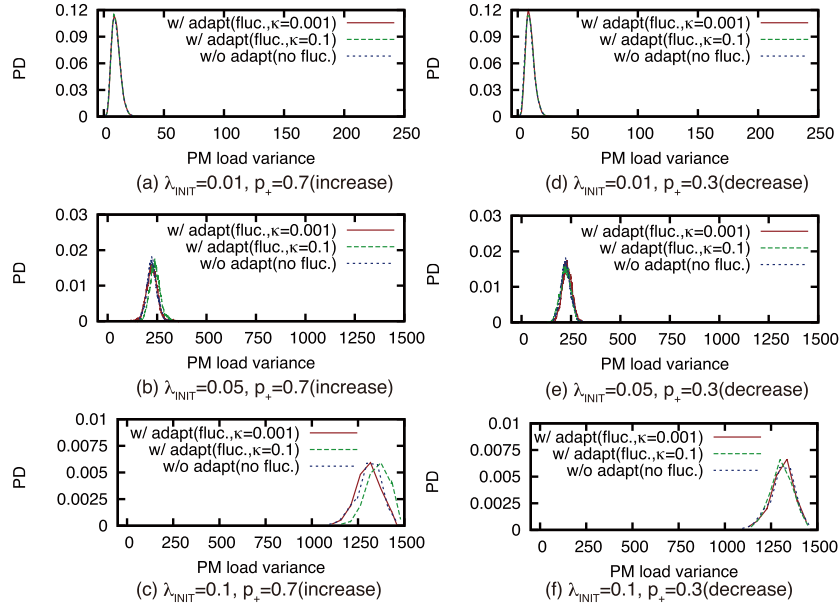 0.12
0.09
0.06
0.03
0
PD
w/ adapt(fluc.,κ=0.001)
w/ adapt(fluc.,κ=0.1)
w/o adapt(no fluc.)
0 50 100 150 200 250
PM load variance
(a) λINIT=0.01, p+=0.7(increase)
0.12
0.09
0.06
0.03
0
PD
w/ adapt(fluc.,κ=0.001)
w/ adapt(fluc.,κ=0.1)
w/o adapt(no fluc.)
0 50 100 150 200 250
PM load variance
(d) λINIT=0.01, p+=0.3(decrease)
0.03
0.02
0.01
0
PD
w/ adapt(fluc.,κ=0.001)
w/ adapt(fluc.,κ=0.1)
w/o adapt(no fluc.)
0 250 500 750 1000 1250 1500
PM load variance
(b) λINIT=0.05, p+=0.7(increase)
0.03
0.02
0.01
0
PD
w/ adapt(fluc.,κ=0.001)
w/ adapt(fluc.,κ=0.1)
w/o adapt(no fluc.)
0 250 500 750 1000 1250 1500
PM load variance
(e) λINIT=0.05, p+=0.3(decrease)
0.01
0.0075
0.005
0.0025
0
PD
w/ adapt(fluc.,κ=0.001)
w/ adapt(fluc.,κ=0.1)
w/o adapt(no fluc.)
0 250 500 750 1000 1250 1500
PM load variance
(c) λINIT=0.1, p+=0.7(increase)
0.01
0.0075
0.005
0.0025
0
PD
w/ adapt(fluc.,κ=0.001)
w/ adapt(fluc.,κ=0.1)
w/o adapt(no fluc.)
0 250 500 750 1000 1250 1500
PM load variance
(f) λINIT=0.1, p+=0.3(decrease)